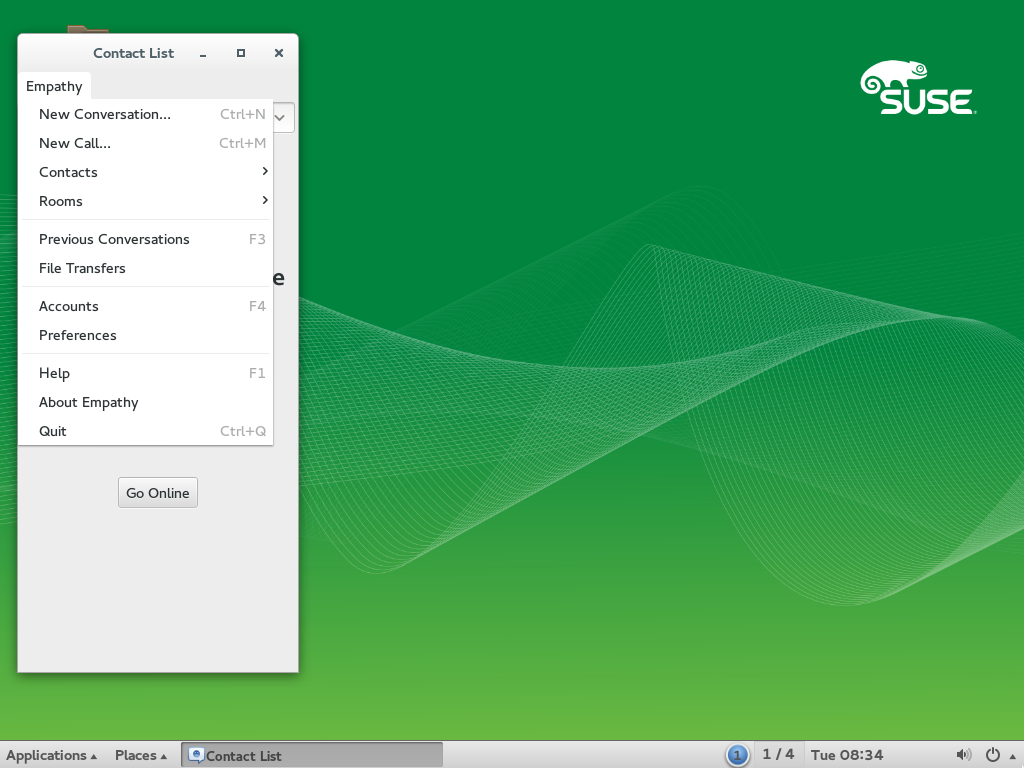 Contact List
Empathy
New Conversation... Ctrl+N
New Call... Ctrl+M
Contacts
Rooms
Previous Conversations F3
File Transfers
e
Accounts F4
Preferences
Help F1
About Empathy
Quit Ctrl+Q
Go Online
SUSE
Applications Places Contact List 1 1 / 4 Tue 08:34